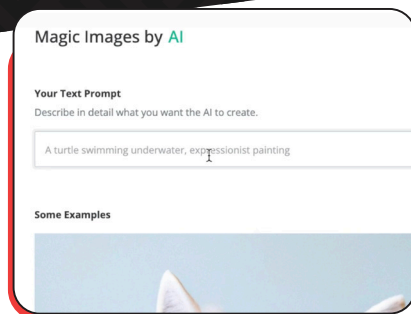 Magic Images by AI
Your Text Prompt
Describe in detail what you want the AI to create.
A turtle swimming underwater, expressionist painting
Some Examples